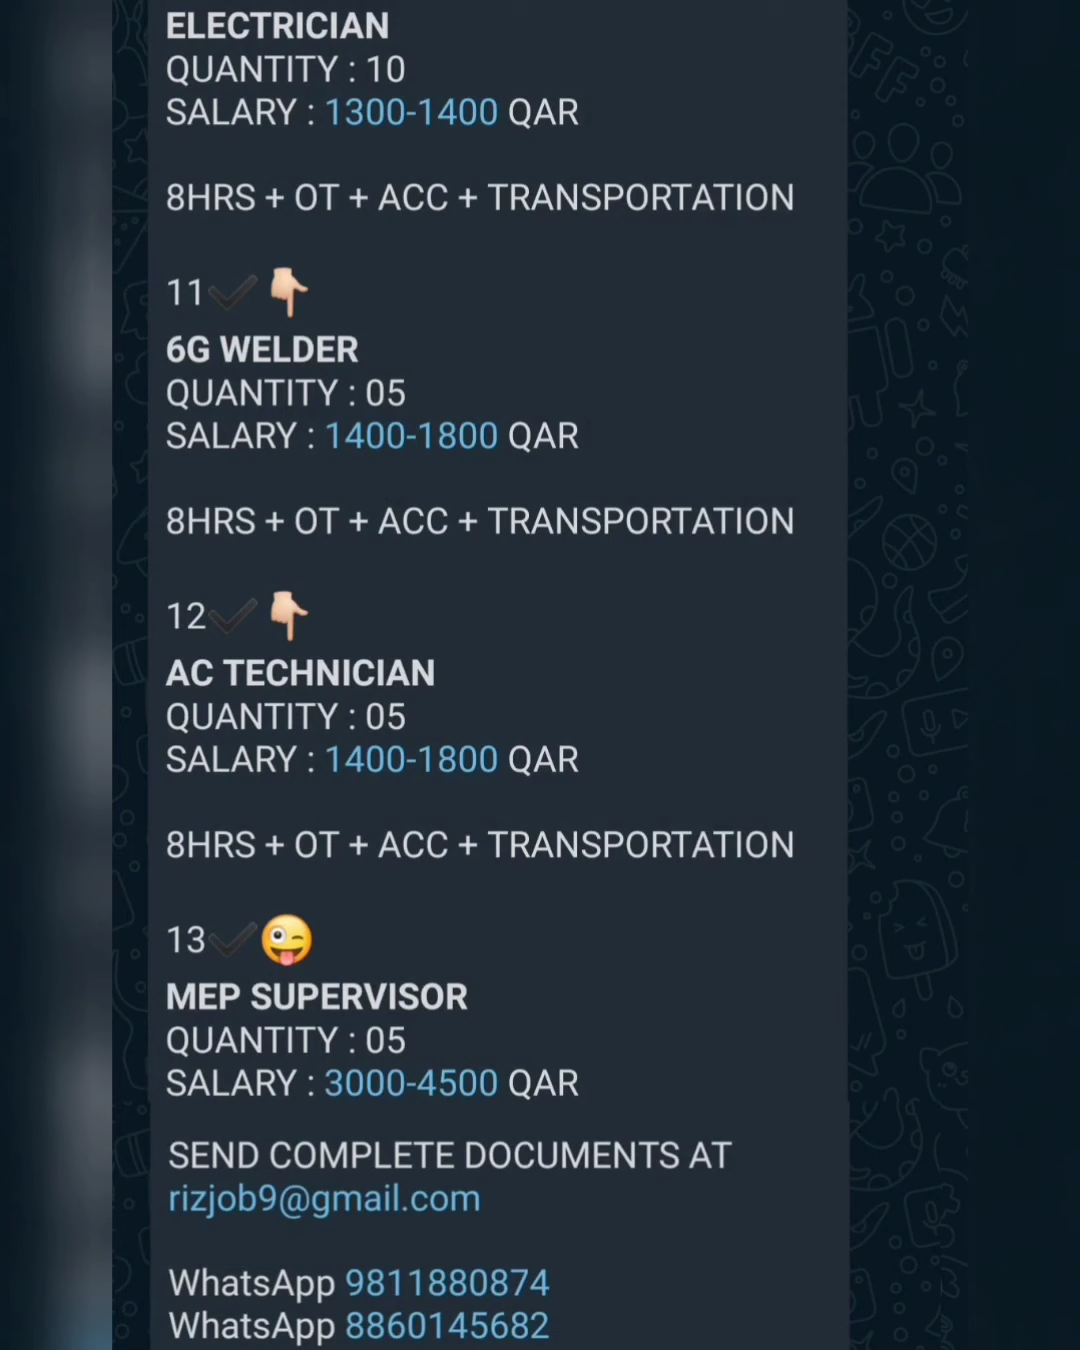 ELECTRICIAN
QUANTITY : 10
SALARY : 1300-1400 QAR
8HRS + OT + ACC + TRANSPORTATION
11✔👇🏻
6G WELDER
QUANTITY : 05
SALARY : 1400-1800 QAR
8HRS + OT + ACC + TRANSPORTATION
12✔👇🏻
AC TECHNICIAN
QUANTITY : 05
SALARY : 1400-1800 QAR
8HRS + OT + ACC + TRANSPORTATION
13✔😜
MEP SUPERVISOR
QUANTITY : 05
SALARY : 3000-4500 QAR
SEND COMPLETE DOCUMENTS AT
rizjob9@gmail.com
WhatsApp 9811880874
WhatsApp 8860145682